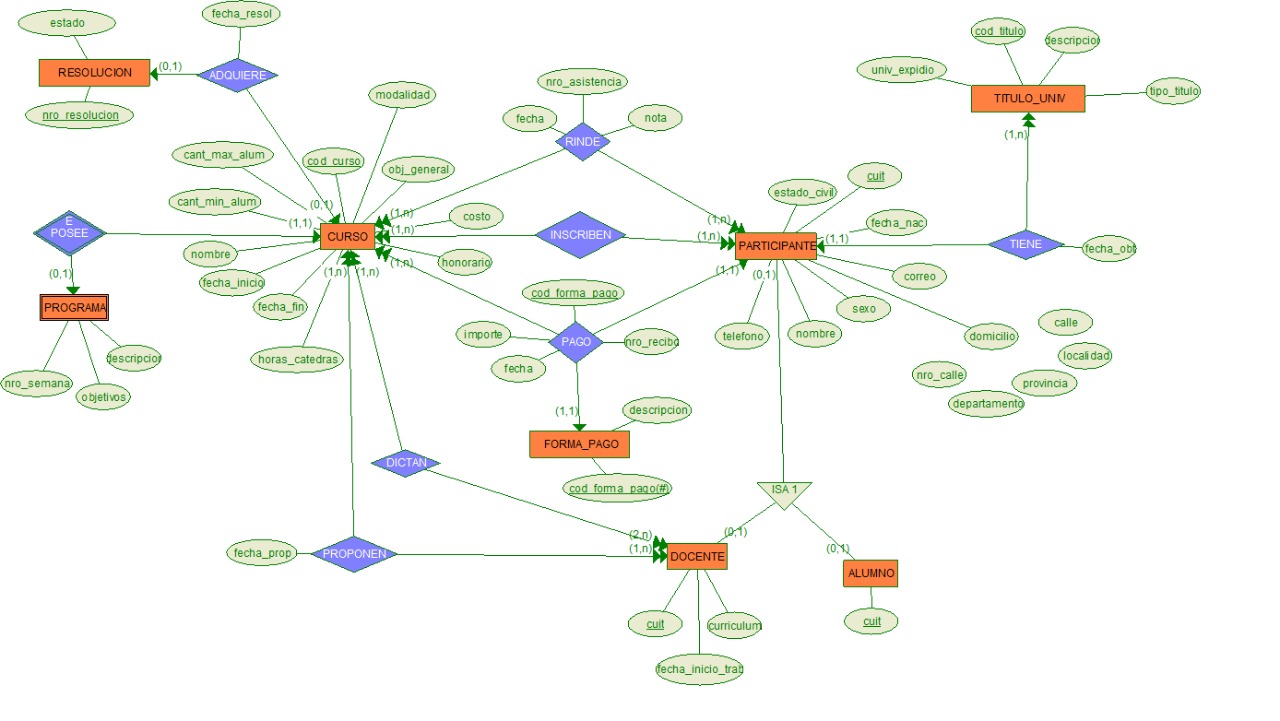 fecha_resol
estado
RESOLUCION
(0,1)
ADQUIERE
nro_resolucion
modalidad
nro_asistencia
fecha
nota
RINDE
cod_titulo
descripcion
univ_expidio
TITULO_UNIV
tipo_titulo
(1,n)
cant_max_alum
cod_curso
obj_general
cant_min_alum
(0,1)
(1,1)
CURSO
(1,n)
costo
(1,n)
honorario
(1,n)
(1,n)
(1,n)
E
POSEE
(0,1)
PROGRAMA
nombre
fecha_inicio
fecha_fin
horas_catedras
nro_semana
objetivos
descripcion
INSCRIBEN
estado_civil
cuit
fecha_nac
(1,n)
(1,n)
PARTICIPANTE
(1,1)
(1,1)
(0,1)
TIENE
fecha_obt
correo
sexo
nombre
telefono
domicilio
calle
localidad
nro_calle
provincia
departamento
cod_forma_pago
importe
PAGO
nro_recibo
fecha
(1,1)
descripcion
FORMA_PAGO
cod_forma_pago(#)
DICTAN
ISA 1
(2,n)
(0,1)
(1,n)
(0,1)
fecha_prop
PROPONEN
DOCENTE
ALUMNO
cuit
curriculum
cuit
fecha_inicio_trab